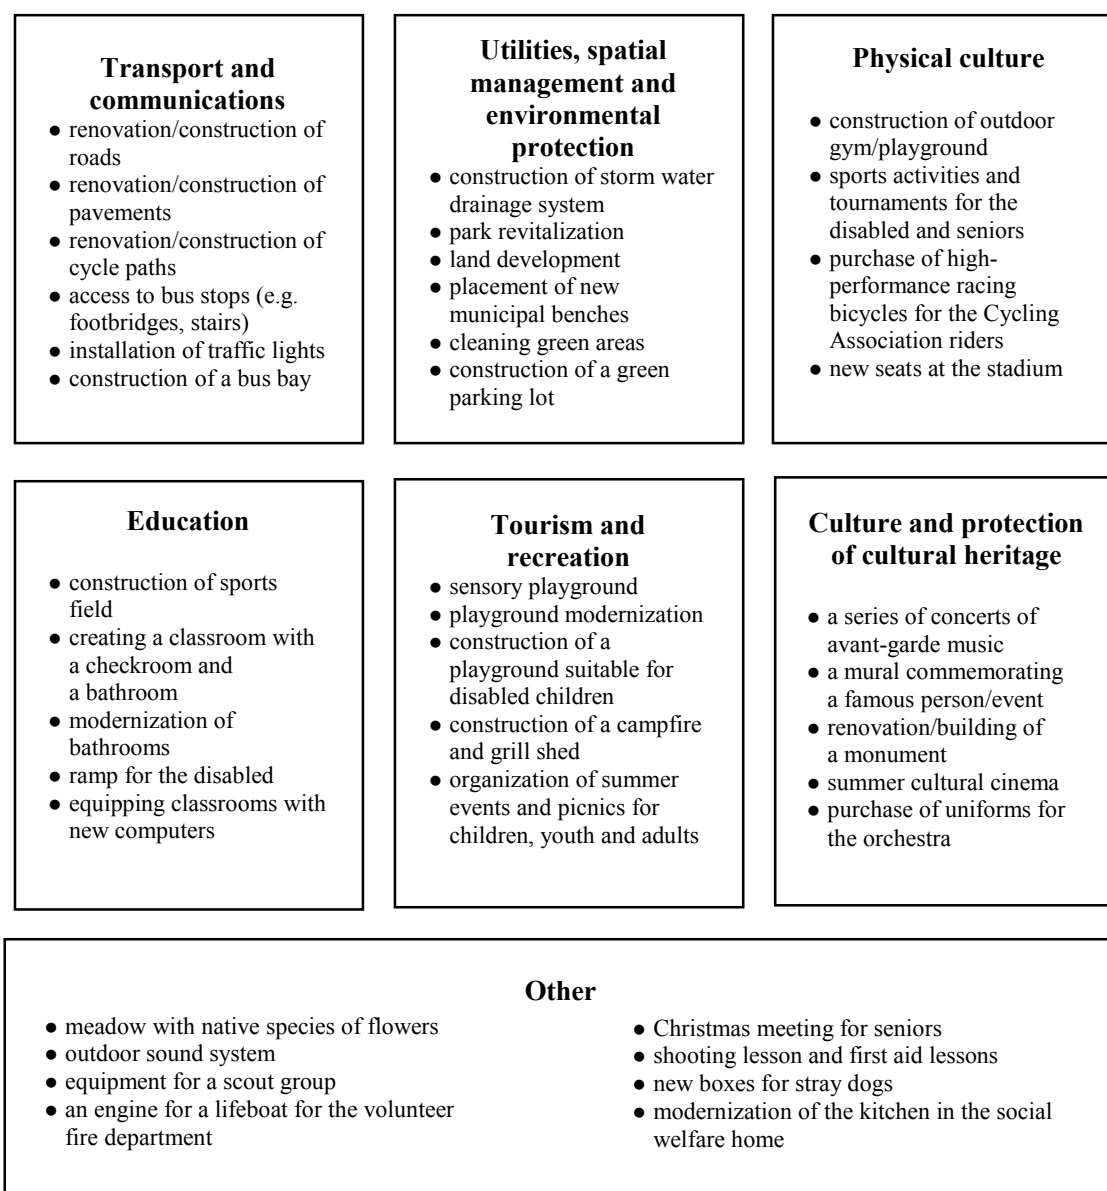 Transport and
communications
● renovation/construction of
roads
● renovation/construction of
pavements
● renovation/construction of
cycle paths
● access to bus stops (e.g.
footbridges, stairs)
● installation of traffic lights
● construction of a bus bay
Utilities, spatial
management and
environmental
protection
● construction of storm water
drainage system
● park revitalization
● land development
● placement of new
municipal benches
● cleaning green areas
● construction of a green
parking lot
Physical culture
● construction of outdoor
gym/playground
● sports activities and
tournaments for the
disabled and seniors
● purchase of high-
performance racing
bicycles for the Cycling
Association riders
● new seats at the stadium
Education
● construction of sports
field
● creating a classroom with
a checkroom and
a bathroom
● modernization of
bathrooms
● ramp for the disabled
● equipping classrooms with
new computers
Tourism and
recreation
● sensory playground
● playground modernization
● construction of a
playground suitable for
disabled children
● construction of a campfire
and grill shed
● organization of summer
events and picnics for
children, youth and adults
Culture and protection
of cultural heritage
● a series of concerts of
avant-garde music
● a mural commemorating
a famous person/event
● renovation/building of
a monument
● summer cultural cinema
● purchase of uniforms for
the orchestra
Other
● meadow with native species of flowers
● outdoor sound system
● equipment for a scout group
● an engine for a lifeboat for the volunteer
fire department
● Christmas meeting for seniors
● shooting lesson and first aid lessons
● new boxes for stray dogs
● modernization of the kitchen in the social
welfare home